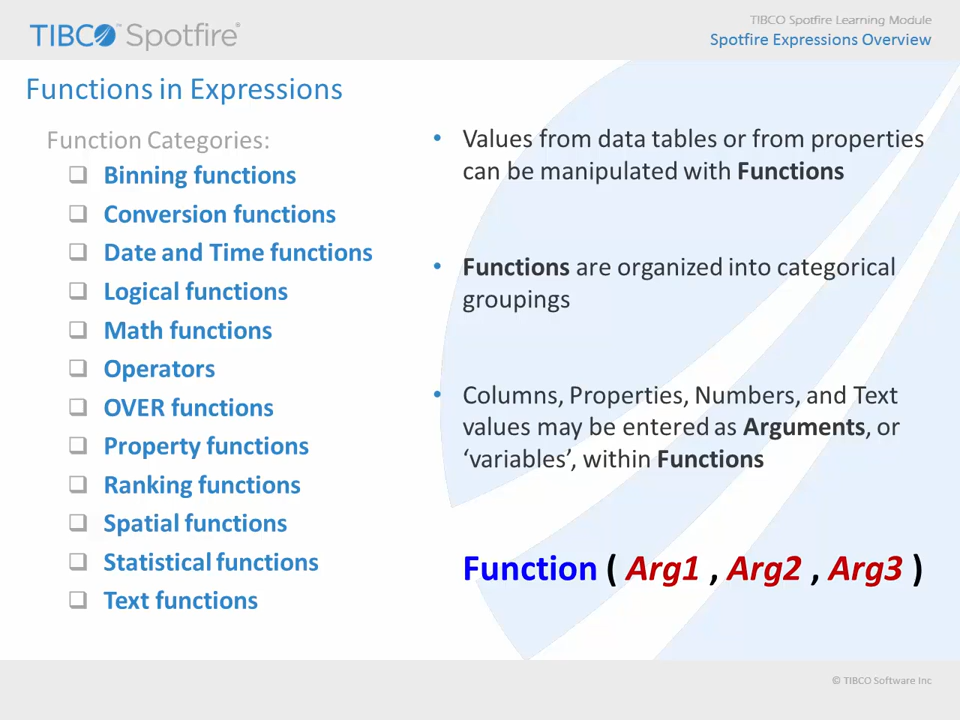 TIBCO™ Spotfire®
TIBCO Spotfire Learning Module
Spotfire Expressions Overview
Functions in Expressions
Function Categories:
Binning functions
Conversion functions
Date and Time functions
Logical functions
Math functions
Operators
OVER functions
Property functions
Ranking functions
Spatial functions
Statistical functions
Text functions
• Values from data tables or from properties
can be manipulated with Functions
• Functions are organized into categorical
groupings
• Columns, Properties, Numbers, and Text
values may be entered as Arguments, or
‘variables’, within Functions
Function ( Arg1 , Arg2 , Arg3 )
© TIBCO Software Inc